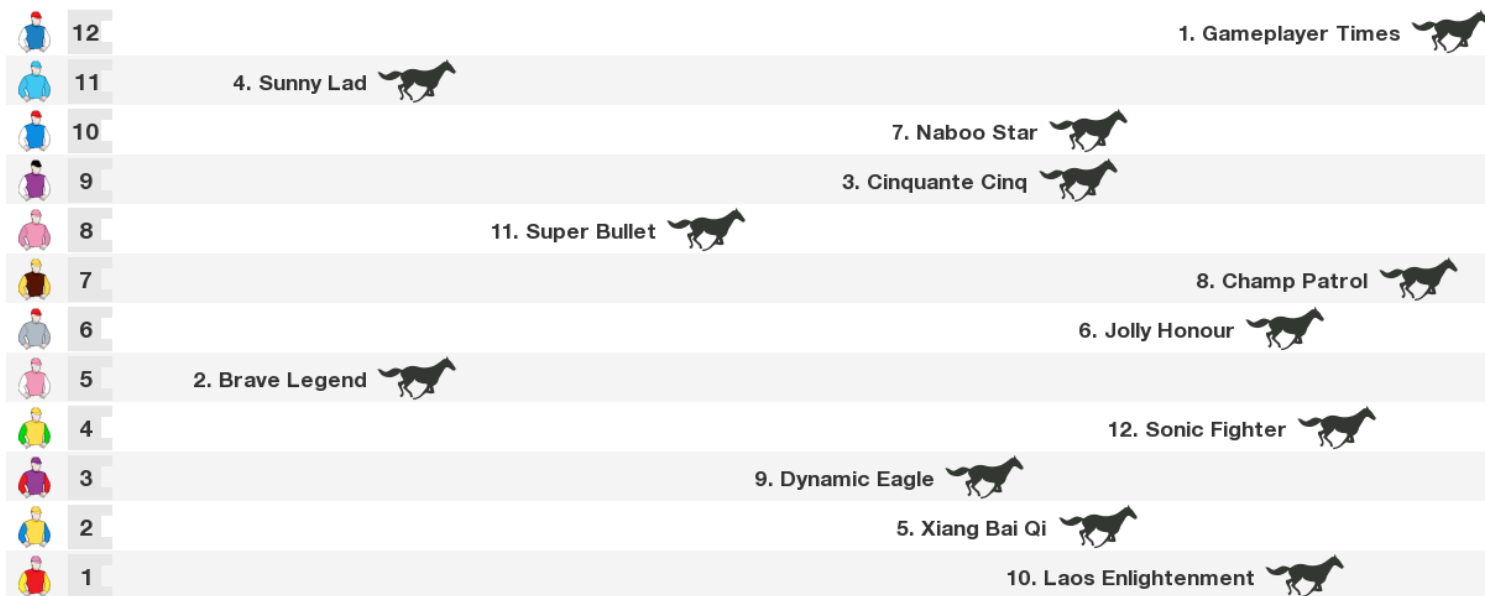 12 1. Gameplayer Times
11 4. Sunny Lad
10 7. Naboo Star
9 3. Cinquante Cinq
8 11. Super Bullet
7 8. Champ Patrol
6 6. Jolly Honour
5 2. Brave Legend
4 12. Sonic Fighter
3 9. Dynamic Eagle
2 5. Xiang Bai Qi
1 10. Laos Enlightenment